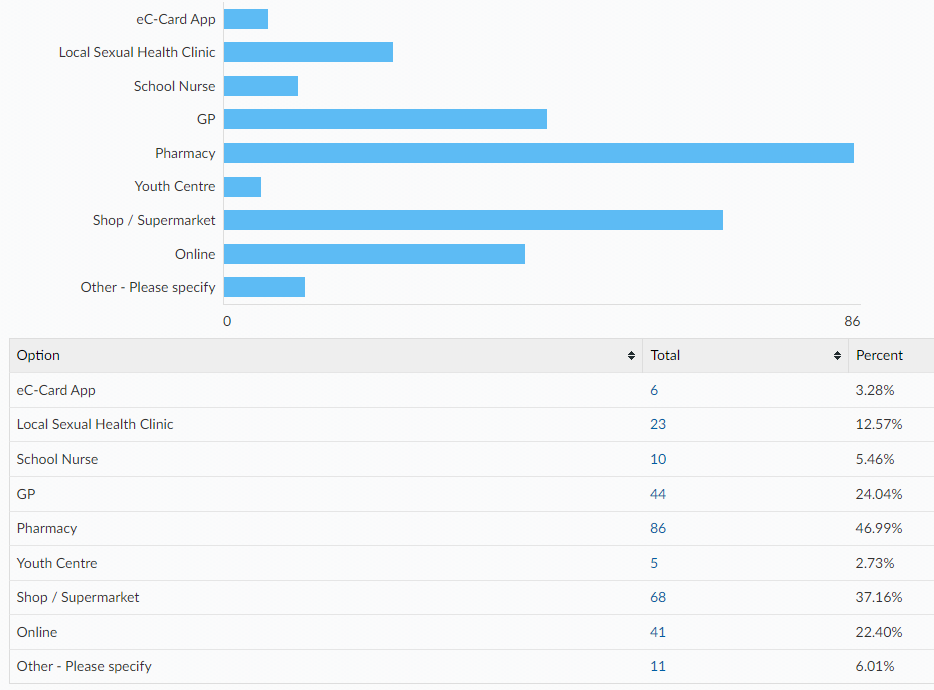 eC-Card App
Local Sexual Health Clinic
School Nurse
GP
Pharmacy
Youth Centre
Shop / Supermarket
Online
Other - Please specify
0 86
Option Total Percent
eC-Card App 6 3.28%
Local Sexual Health Clinic 23 12.57%
School Nurse 10 5.46%
GP 44 24.04%
Pharmacy 86 46.99%
Youth Centre 5 2.73%
Shop / Supermarket 68 37.16%
Online 41 22.40%
Other - Please specify 11 6.01%